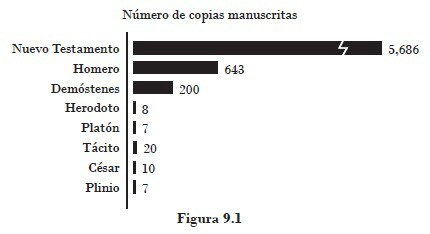 Número de copias manuscritas
Nuevo Testamento 5,686
Homero 643
Demóstenes 200
Herodoto 8
Platón 7
Tácito 20
César 10
Plinio 7
Figura 9.1